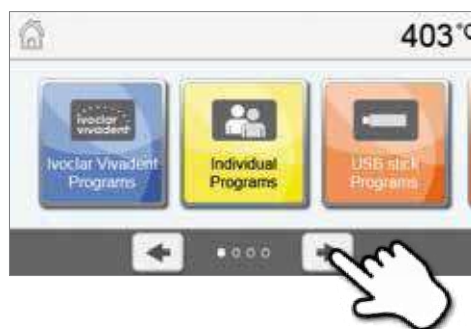 403 °C
ivoclar
vivadent
Ivoclar Vivadent
Programs
Individual
Programs
USB stick
Programs